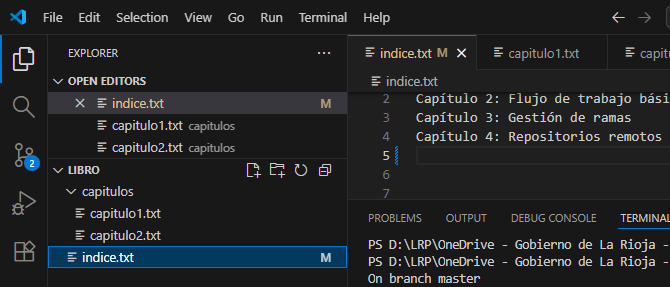 File Edit Selection View Go Run Terminal Help
EXPLORER ···
OPEN EDITORS
indice.txt M
capitulo1.txt capitulos
capitulo2.txt capitulos
LIBRO
capitulos
capitulo1.txt
capitulo2.txt
indice.txt M
2
indice.txt M
capitulo1.txt
indice.txt
2 Capítulo 2: Flujo de trabajo bási
3 Capítulo 3: Gestión de ramas
4 Capítulo 4: Repositorios remotos
5
6
7
PROBLEMS OUTPUT DEBUG CONSOLE TERMINAL
PS D:\LRP\OneDrive - Gobierno de La Rioja -
PS D:\LRP\OneDrive - Gobierno de La Rioja -
On branch master